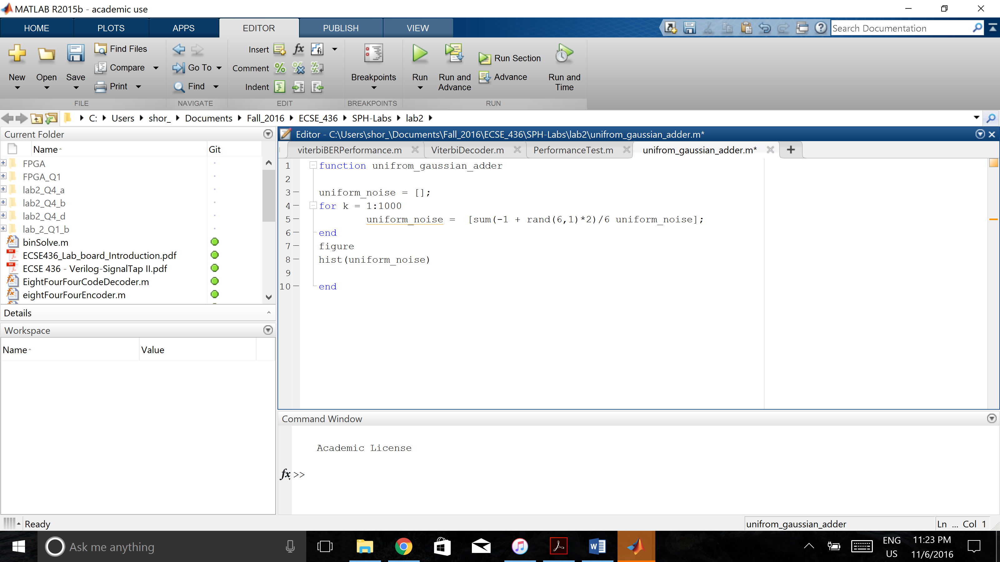 MATLAB R2015b - academic use
HOME PLOTS APPS EDITOR PUBLISH VIEW
Search Documentation
New
Open
Save
Find Files
Compare
Print
Go To
Find
Insert
Comment
Indent
Breakpoints
Run
Run and
Advance
Run Section
Advance
Run and
Time
FILE NAVIGATE EDIT BREAKPOINTS RUN
C: Users shor_ Documents Fall_2016 ECSE_436 SPH-Labs lab2
Current Folder
Name Git
FPGA
FPGA_Q1
lab2_Q4_a
lab2_Q4_b
lab2_Q4_d
lab_2_Q1_b
binSolve.m
ECSE436_Lab_board_Introduction.pdf
ECSE 436 - Verilog-SignalTap II.pdf
EightFourFourCodeDecoder.m
eightFourFourEncoder.m
Details
Workspace
Name Value
Editor - C:\Users\shor_\Documents\Fall_2016\ECSE_436\SPH-Labs\lab2\unifrom_gaussian_adder.m*
viterbiBERPerformance.m ViterbiDecoder.m PerformanceTest.m unifrom_gaussian_adder.m* +
1 function unifrom_gaussian_adder
2
3 uniform_noise = [];
4 for k = 1:1000
5 uniform_noise = [sum(-1 + rand(6,1)*2)/6 uniform_noise];
6 end
7 figure
8 hist(uniform_noise)
9
10 end
Command Window
Academic License
fx >>
Ready
unifrom_gaussian_adder Ln ... Col 1
Ask me anything
ENG
US
11:23 PM
11/6/2016